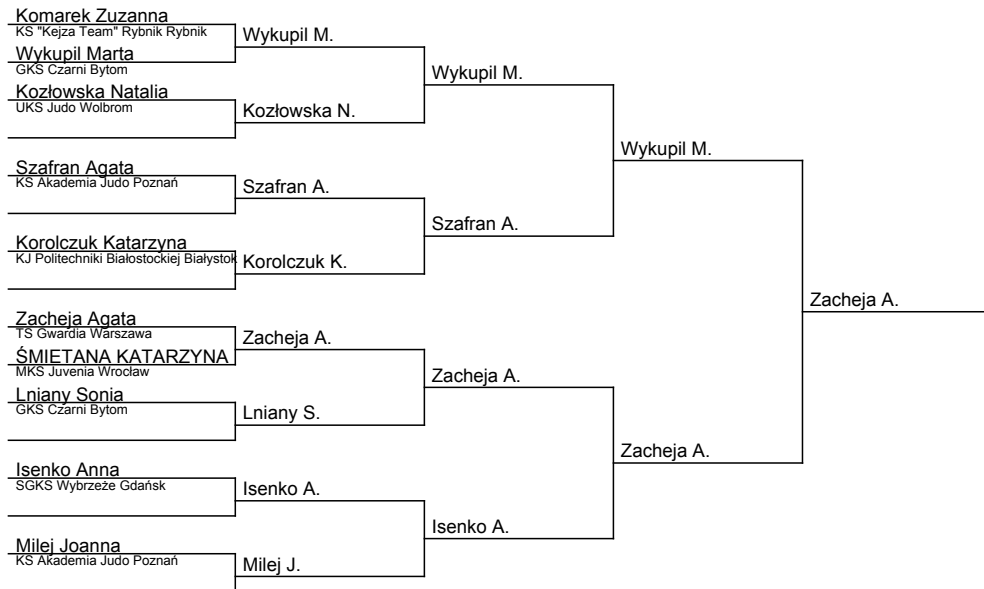 Komarek Zuzanna
KS "Kejza Team" Rybnik Rybnik
Wykupil M.
Wykupil Marta
GKS Czarni Bytom
Wykupil M.
Kozłowska Natalia
UKS Judo Wolbrom
Kozłowska N.
Wykupil M.
Szafran Agata
KS Akademia Judo Poznań
Szafran A.
Szafran A.
Korolczuk Katarzyna
KJ Politechniki Białostockiej Białystok
Korolczuk K.
Zacheja A.
Zacheja Agata
TS Gwardia Warszawa
Zacheja A.
ŚMIETANA KATARZYNA
MKS Juvenia Wrocław
Zacheja A.
Lniany Sonia
GKS Czarni Bytom
Lniany S.
Zacheja A.
Isenko Anna
SGKS Wybrzeże Gdańsk
Isenko A.
Isenko A.
Milej Joanna
KS Akademia Judo Poznań
Milej J.